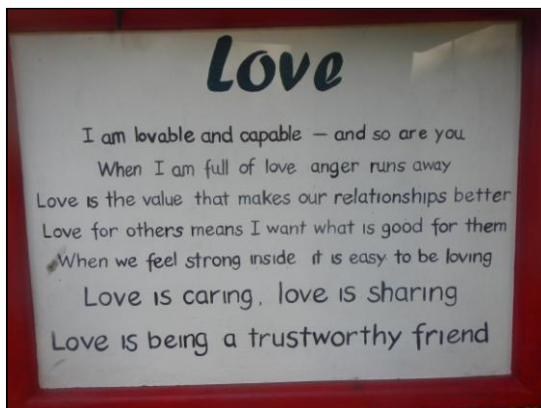 Love
I am lovable and capable – and so are you
When I am full of love anger runs away
Love is the value that makes our relationships better
Love for others means I want what is good for them
When we feel strong inside it is easy to be loving
Love is caring, love is sharing
Love is being a trustworthy friend